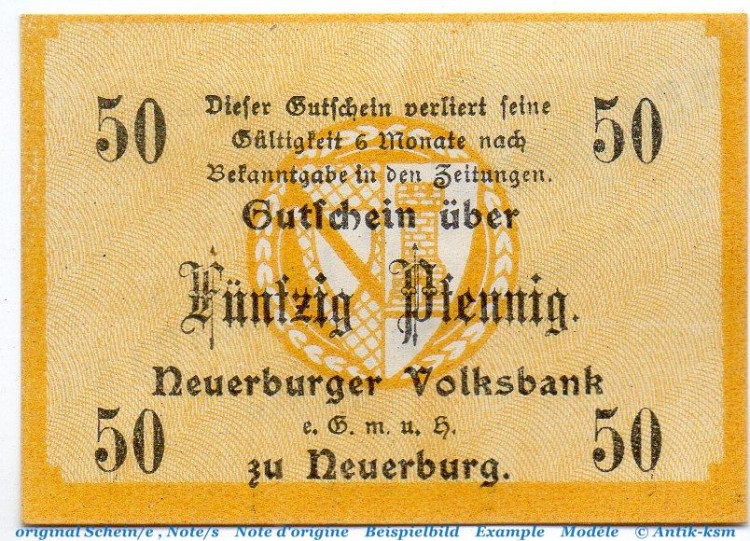 50 Dieser Gutschein verliert seine 50
Gültigkeit 6 Monate nach
Bekanntgabe in den Zeitungen.
Gutschein über
Fünfzig Pfennig.
Neuerburger Volksbank
50 e. G. m. u. H. 50
zu Neuerburg.
original Schein/e , Note/s Note d'origine Beispielbild Example Modèle © Antik-ksm